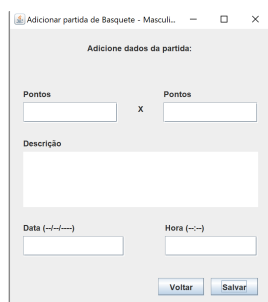 Adicionar partida de Basquete - Masculi...
Adicione dados da partida:
Pontos Pontos
X
Descrição
Data (--/--/----) Hora (--:--)
Voltar Salvar